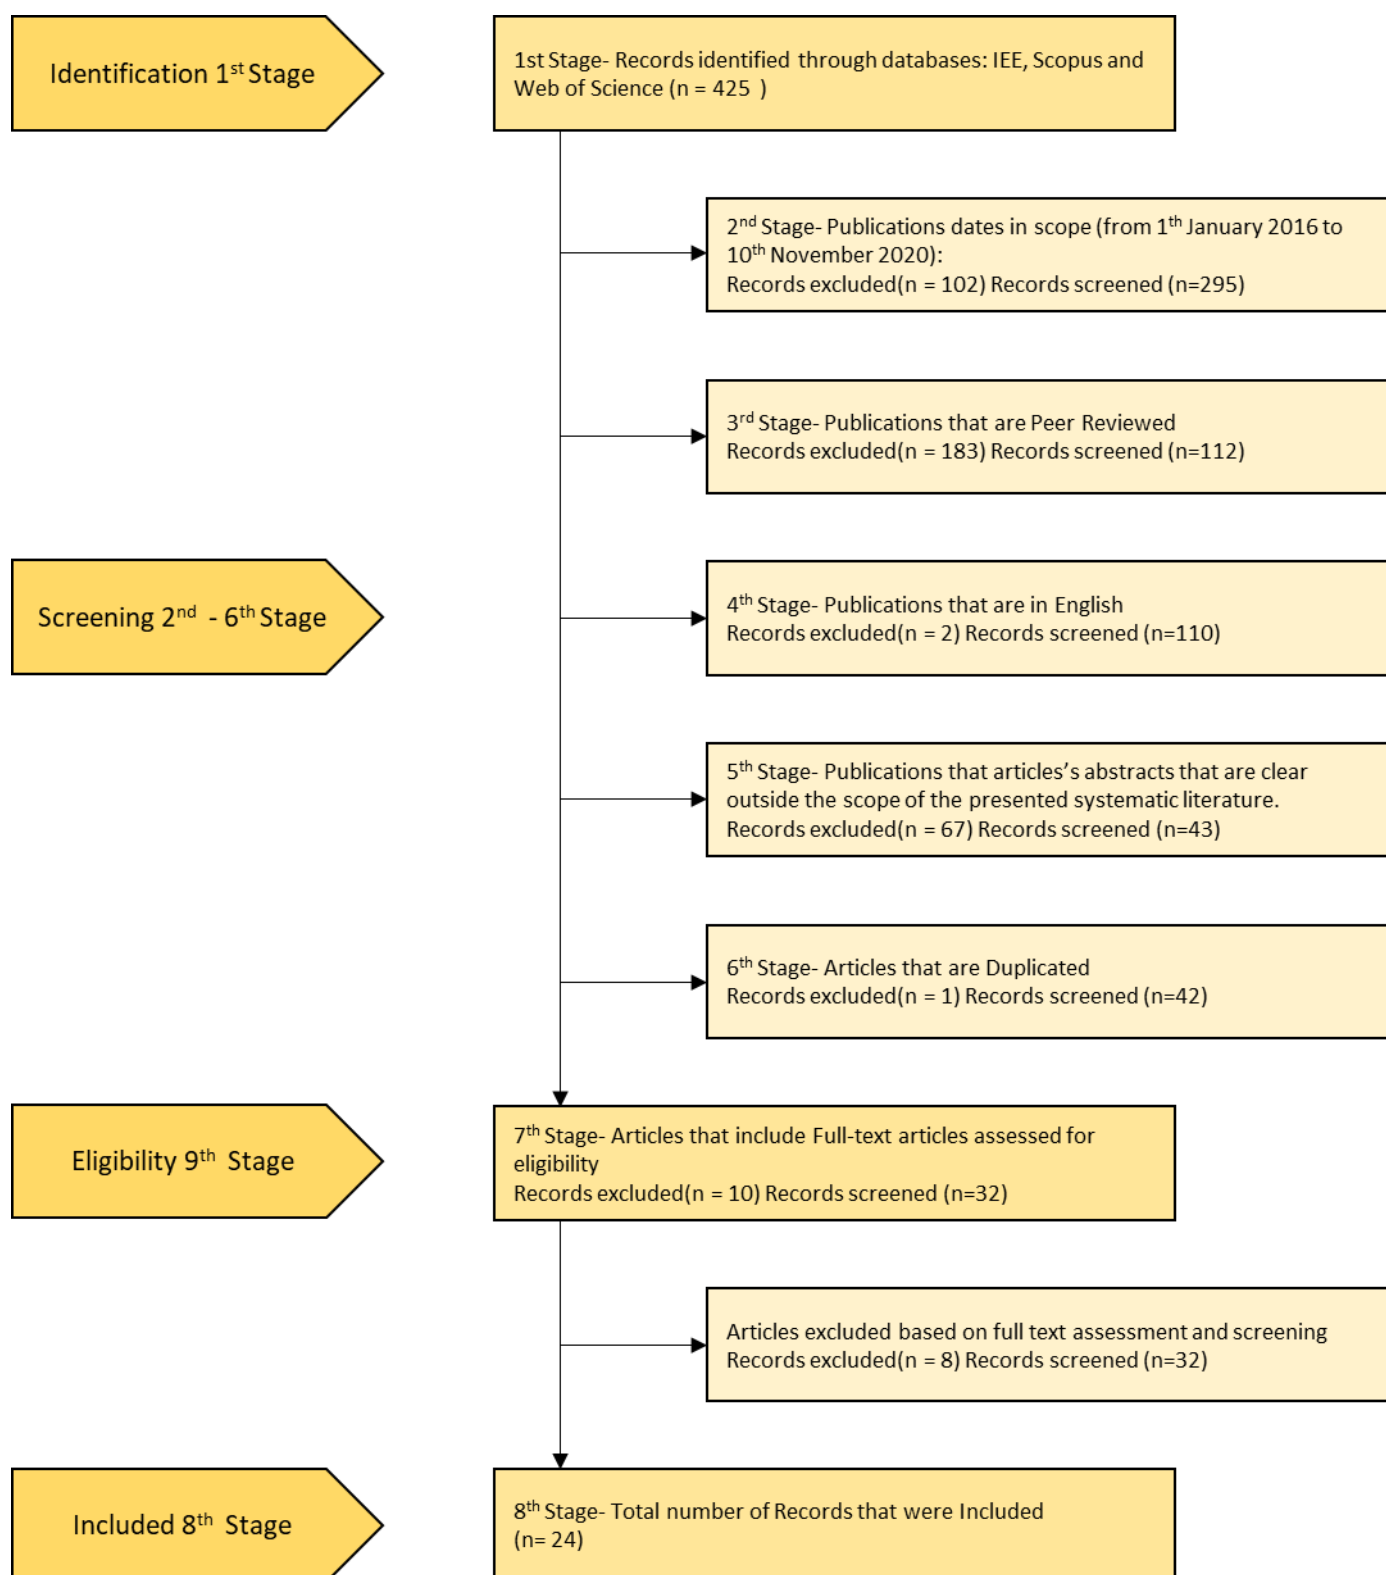 Identification 1st Stage
1st Stage- Records identified through databases: IEE, Scopus and
Web of Science (n = 425 )
2nd Stage- Publications dates in scope (from 1th January 2016 to
10th November 2020):
Records excluded(n = 102) Records screened (n=295)
3rd Stage- Publications that are Peer Reviewed
Records excluded(n = 183) Records screened (n=112)
Screening 2nd - 6th Stage
4th Stage- Publications that are in English
Records excluded(n = 2) Records screened (n=110)
5th Stage- Publications that articles's abstracts that are clear
outside the scope of the presented systematic literature.
Records excluded(n = 67) Records screened (n=43)
6th Stage- Articles that are Duplicated
Records excluded(n = 1) Records screened (n=42)
Eligibility 9th Stage
7th Stage- Articles that include Full-text articles assessed for
eligibility
Records excluded(n = 10) Records screened (n=32)
Articles excluded based on full text assessment and screening
Records excluded(n = 8) Records screened (n=32)
Included 8th Stage
8th Stage- Total number of Records that were Included
(n= 24)